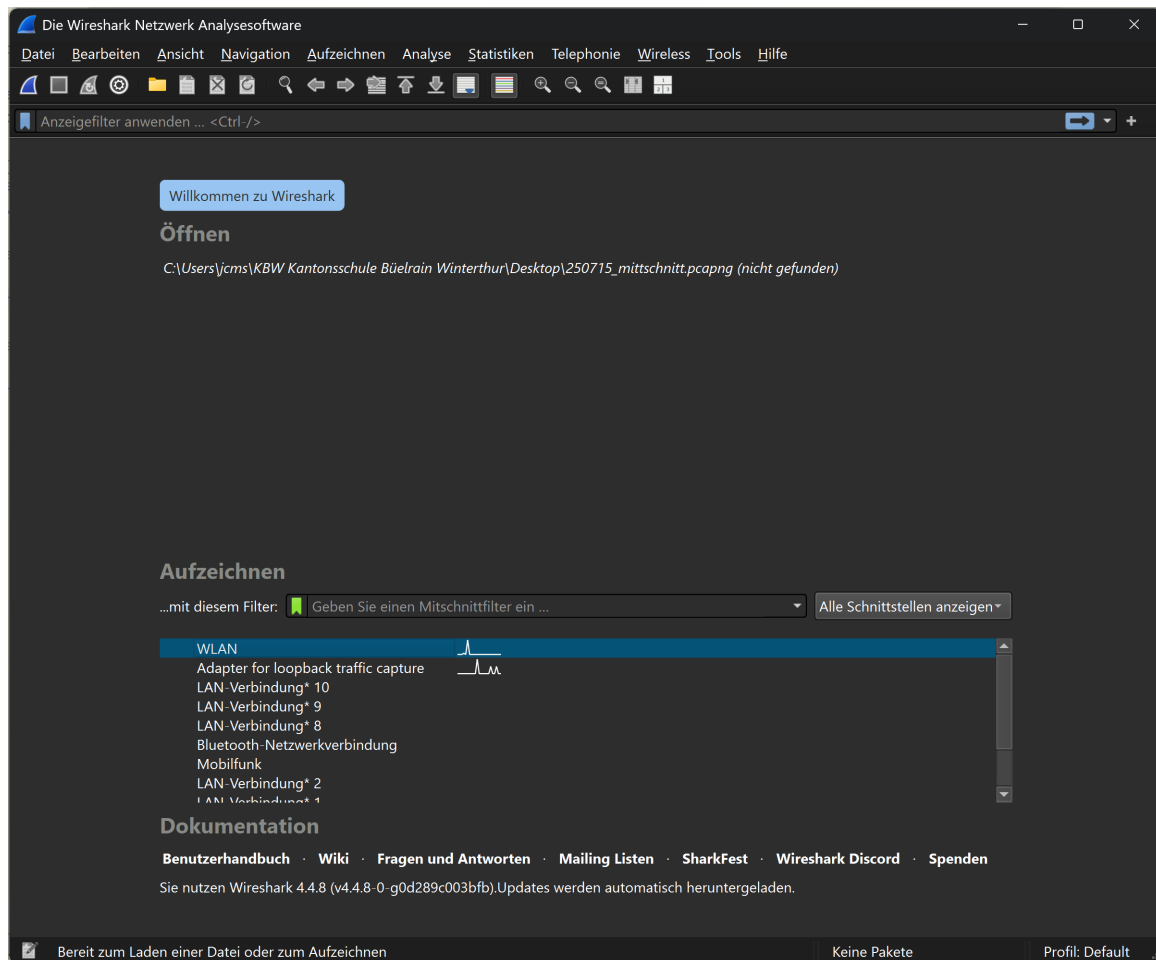 Die Wireshark Netzwerk Analysesoftware
Datei Bearbeiten Ansicht Navigation Aufzeichnen Analyse Statistiken Telephonie Wireless Tools Hilfe
Anzeigefilter anwenden ... <Ctrl-/>
Willkommen zu Wireshark
Öffnen
C:\Users\jcms\KBW Kantonsschule Büelrain Winterthur\Desktop\250715_mittschnitt.pcapng (nicht gefunden)
Aufzeichnen
...mit diesem Filter: Geben Sie einen Mitschnittfilter ein ... Alle Schnittstellen anzeigen
WLAN
Adapter for loopback traffic capture
LAN-Verbindung* 10
LAN-Verbindung* 9
LAN-Verbindung* 8
Bluetooth-Netzwerkverbindung
Mobilfunk
LAN-Verbindung* 2
LAN-Verbindung* 1
Dokumentation
Benutzerhandbuch · Wiki · Fragen und Antworten · Mailing Listen · SharkFest · Wireshark Discord · Spenden
Sie nutzen Wireshark 4.4.8 (v4.4.8-0-g0d289c003bfb).Updates werden automatisch heruntergeladen.
Bereit zum Laden einer Datei oder zum Aufzeichnen Keine Pakete Profil: Default